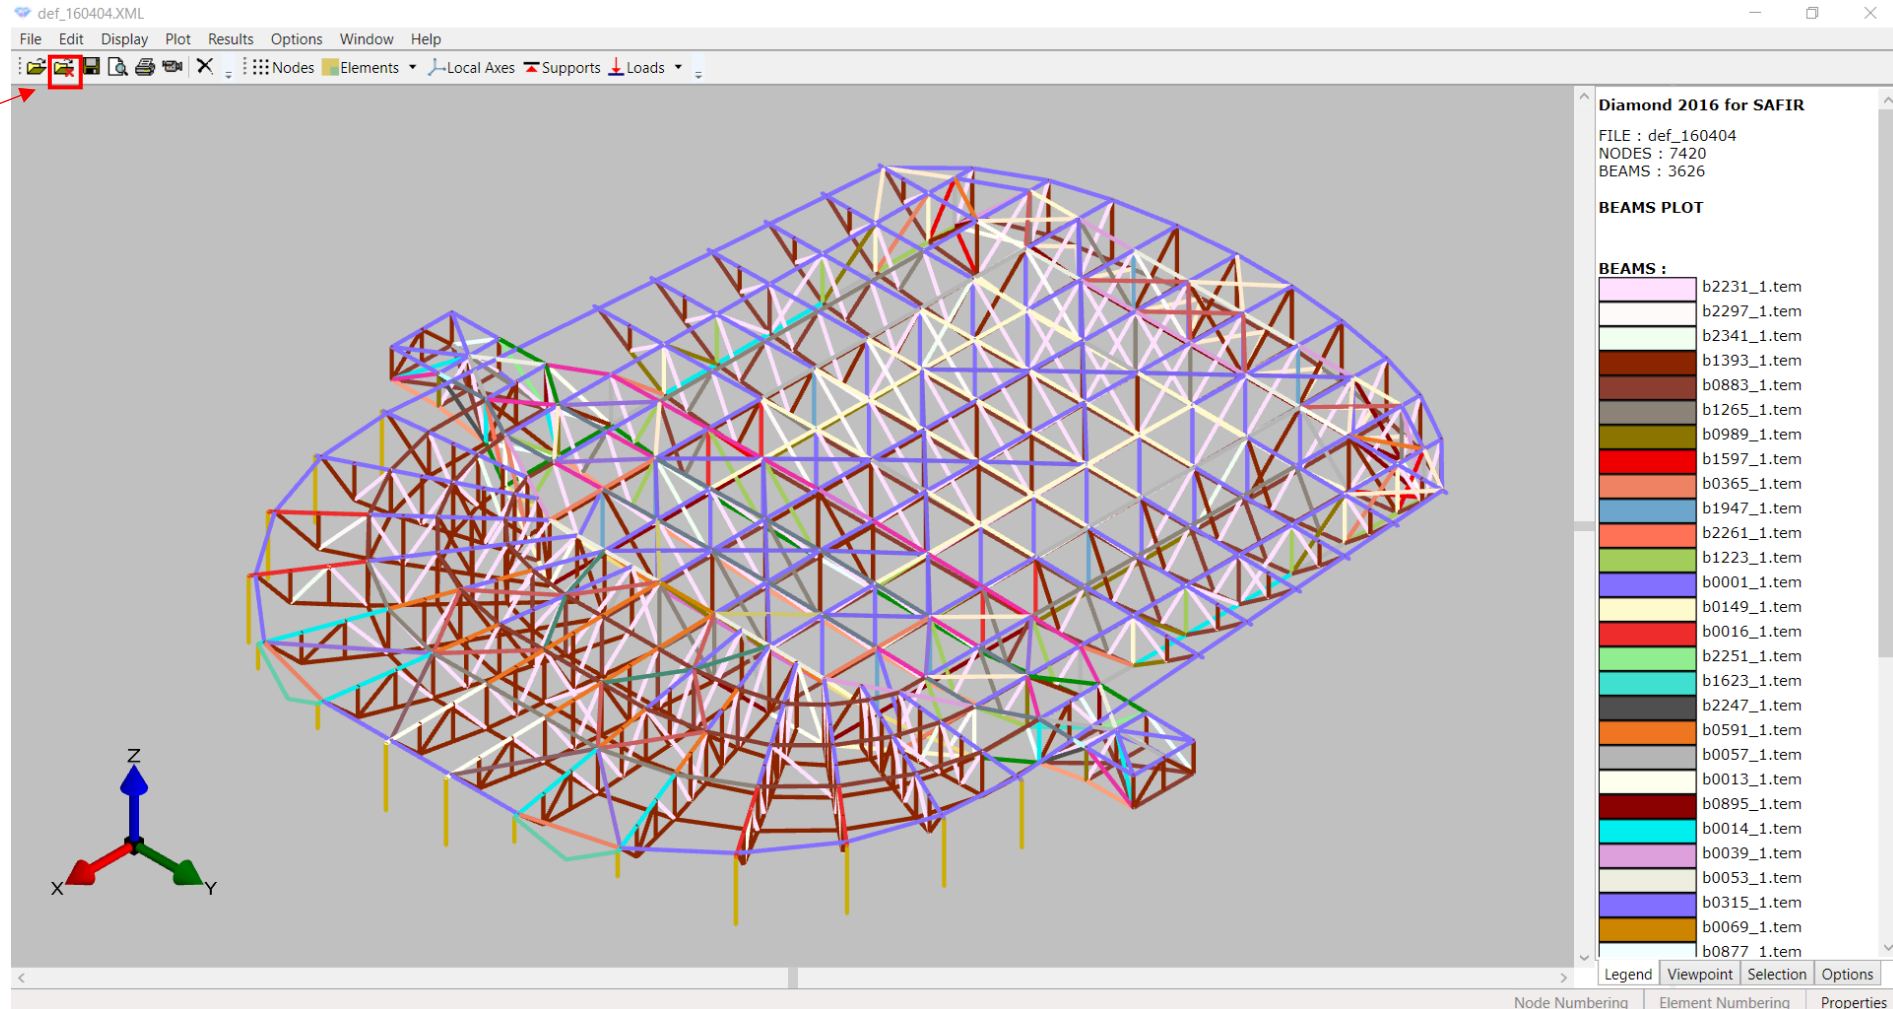 def_160404.XML
File Edit Display Plot Results Options Window Help
Nodes Elements Local Axes Supports Loads
Diamond 2016 for SAFIR
FILE : def_160404
NODES : 7420
BEAMS : 3626
BEAMS PLOT
BEAMS :
b2231_1.tem
b2297_1.tem
b2341_1.tem
b1393_1.tem
b0883_1.tem
b1265_1.tem
b0989_1.tem
b1597_1.tem
b0365_1.tem
b1947_1.tem
b2261_1.tem
b1223_1.tem
b0001_1.tem
b0149_1.tem
b0016_1.tem
b2251_1.tem
b1623_1.tem
b2247_1.tem
b0591_1.tem
b0057_1.tem
b0013_1.tem
b0895_1.tem
b0014_1.tem
b0039_1.tem
b0053_1.tem
b0315_1.tem
b0069_1.tem
b0877_1.tem
Z
X
Y
Legend Viewpoint Selection Options
Node Numbering Element Numbering Properties